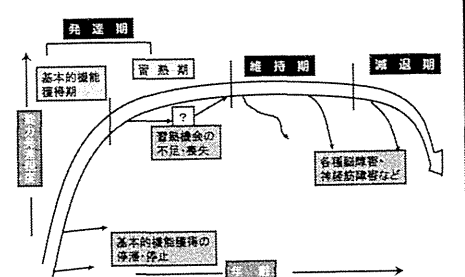 発達期
基本的機能
獲得期
習熟期
維持期
減退期
?
習熟機会の
不足・喪失
各種脳障害・
神経筋障害など
基本的機能獲得の
停滞・停止